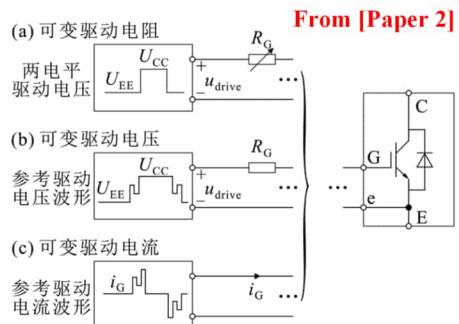 From [Paper 2]
(a) 可变驱动电阻
两电平
驱动电压
U_EE
U_CC
+
u_drive
−
R_G
...
(b) 可变驱动电压
参考驱动
电压波形
U_EE
U_CC
+
u_drive
−
R_G
...
...
C
G
e
E
(c) 可变驱动电流
参考驱动
电流波形
i_G
i_G
...